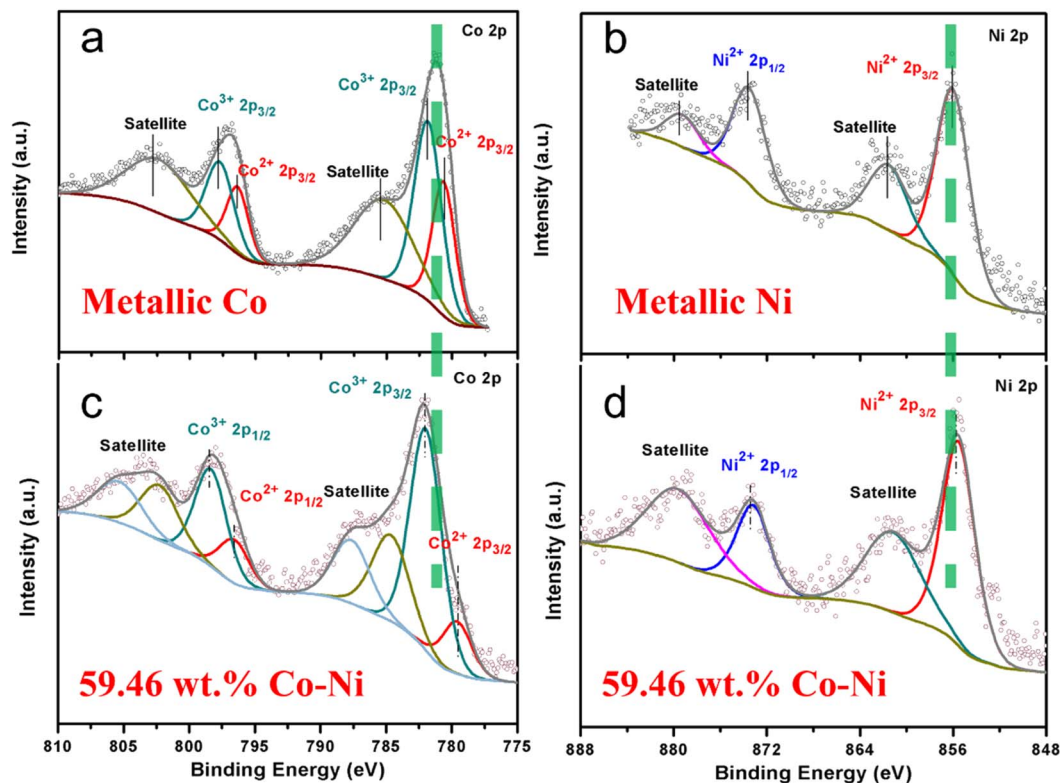 a
Co 2p
Co³⁺ 2p₃/₂
Co³⁺ 2p₃/₂
Satellite
Co²⁺ 2p₃/₂
Co²⁺ 2p₃/₂
Satellite
Intensity (a.u.)
Metallic Co
b
Ni 2p
Ni²⁺ 2p₁/₂
Ni²⁺ 2p₃/₂
Satellite
Satellite
Intensity (a.u.)
Metallic Ni
c
Co 2p
Co³⁺ 2p₃/₂
Co³⁺ 2p₁/₂
Satellite
Co²⁺ 2p₁/₂
Satellite
Co²⁺ 2p₃/₂
Intensity (a.u.)
59.46 wt.% Co-Ni
810 805 800 795 790 785 780 775
Binding Energy (eV)
d
Ni 2p
Ni²⁺ 2p₃/₂
Satellite
Ni²⁺ 2p₁/₂
Satellite
Intensity (a.u.)
59.46 wt.% Co-Ni
888 880 872 864 856 848
Binding Energy (eV)